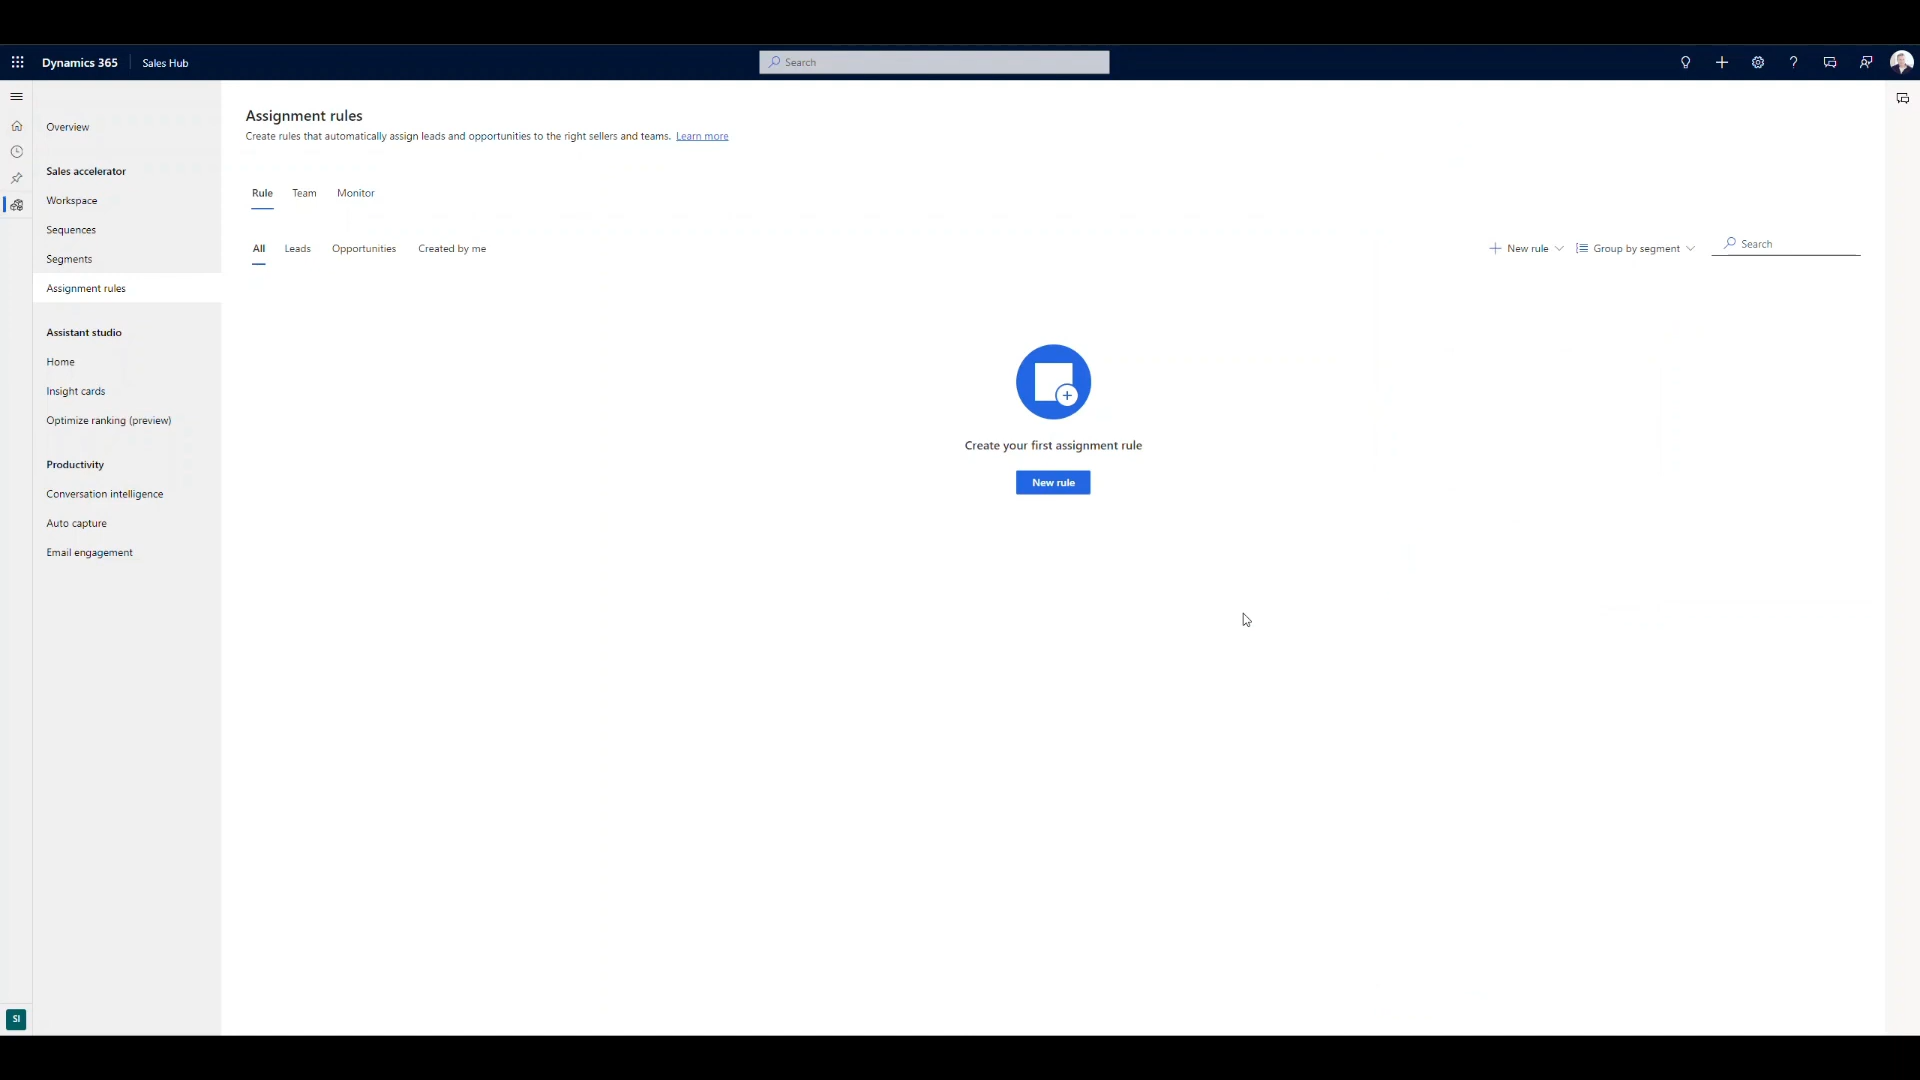 Dynamics 365 Sales Hub Search
Overview
Sales accelerator
Workspace
Sequences
Segments
Assignment rules
Assistant studio
Home
Insight cards
Optimize ranking (preview)
Productivity
Conversation intelligence
Auto capture
Email engagement
SI
Assignment rules
Create rules that automatically assign leads and opportunities to the right sellers and teams. Learn more
Rule Team Monitor
All Leads Opportunities Created by me New rule Group by segment Search
Create your first assignment rule
New rule